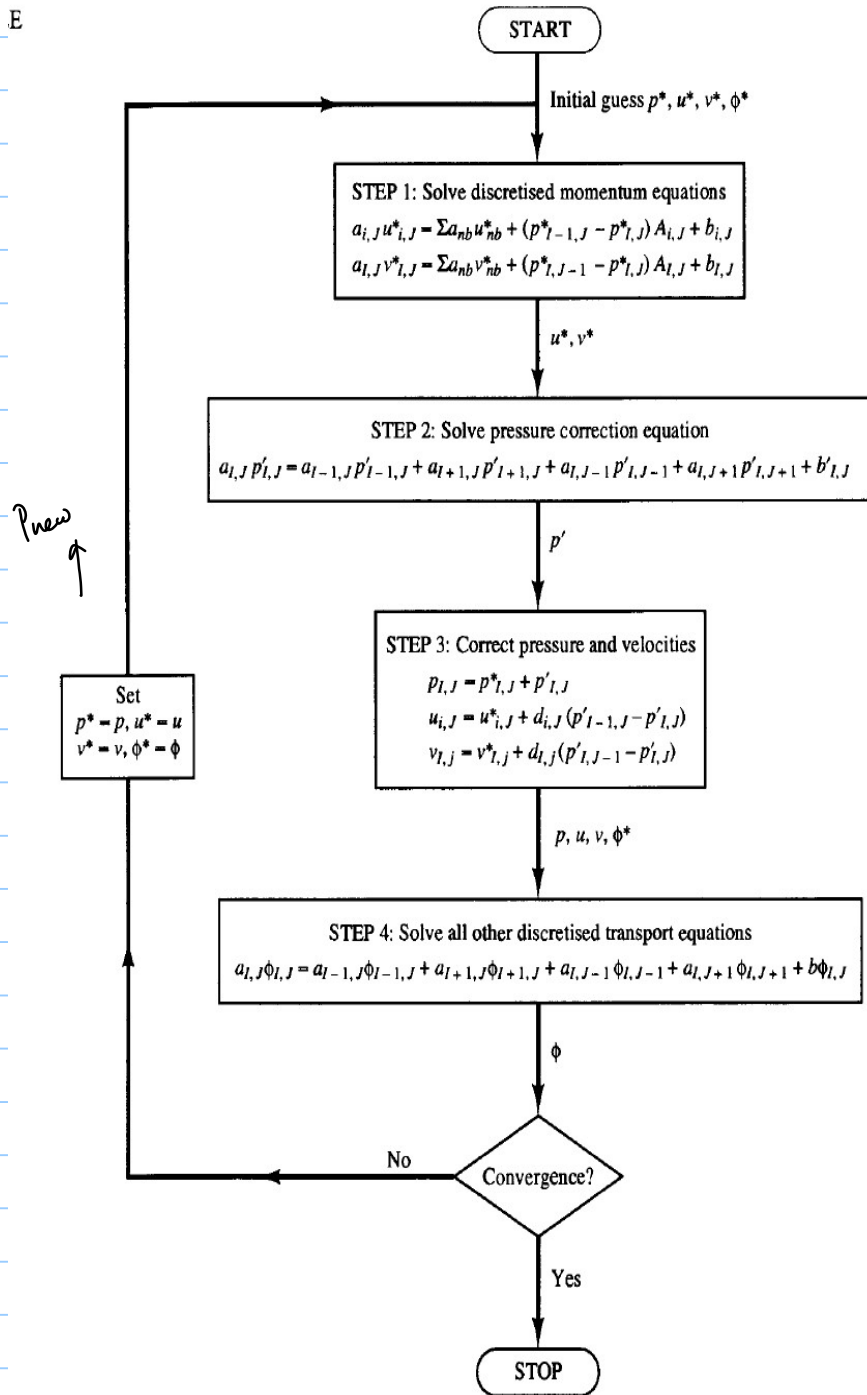 E
START
Initial guess p*, u*, v*, ϕ*
STEP 1: Solve discretised momentum equations
a_{i,J} u*_{i,J} = Σa_{nb} u*_{nb} + (p*_{I-1,J} - p*_{I,J}) A_{i,J} + b_{i,J}
a_{I,J} v*_{I,J} = Σa_{nb} v*_{nb} + (p*_{I,J-1} - p*_{I,J}) A_{I,J} + b_{I,J}
u*, v*
STEP 2: Solve pressure correction equation
a_{I,J} p'_{I,J} = a_{I-1,J} p'_{I-1,J} + a_{I+1,J} p'_{I+1,J} + a_{I,J-1} p'_{I,J-1} + a_{I,J+1} p'_{I,J+1} + b'_{I,J}
Pnew
p'
STEP 3: Correct pressure and velocities
p_{I,J} = p*_{I,J} + p'_{I,J}
u_{i,J} = u*_{i,J} + d_{i,J} (p'_{I-1,J} - p'_{I,J})
v_{I,j} = v*_{I,j} + d_{I,j} (p'_{I,J-1} - p'_{I,J})
Set
p* = p, u* = u
v* = v, ϕ* = ϕ
p, u, v, ϕ*
STEP 4: Solve all other discretised transport equations
a_{I,J} ϕ_{I,J} = a_{I-1,J} ϕ_{I-1,J} + a_{I+1,J} ϕ_{I+1,J} + a_{I,J-1} ϕ_{I,J-1} + a_{I,J+1} ϕ_{I,J+1} + bϕ_{I,J}
ϕ
No
Convergence?
Yes
STOP